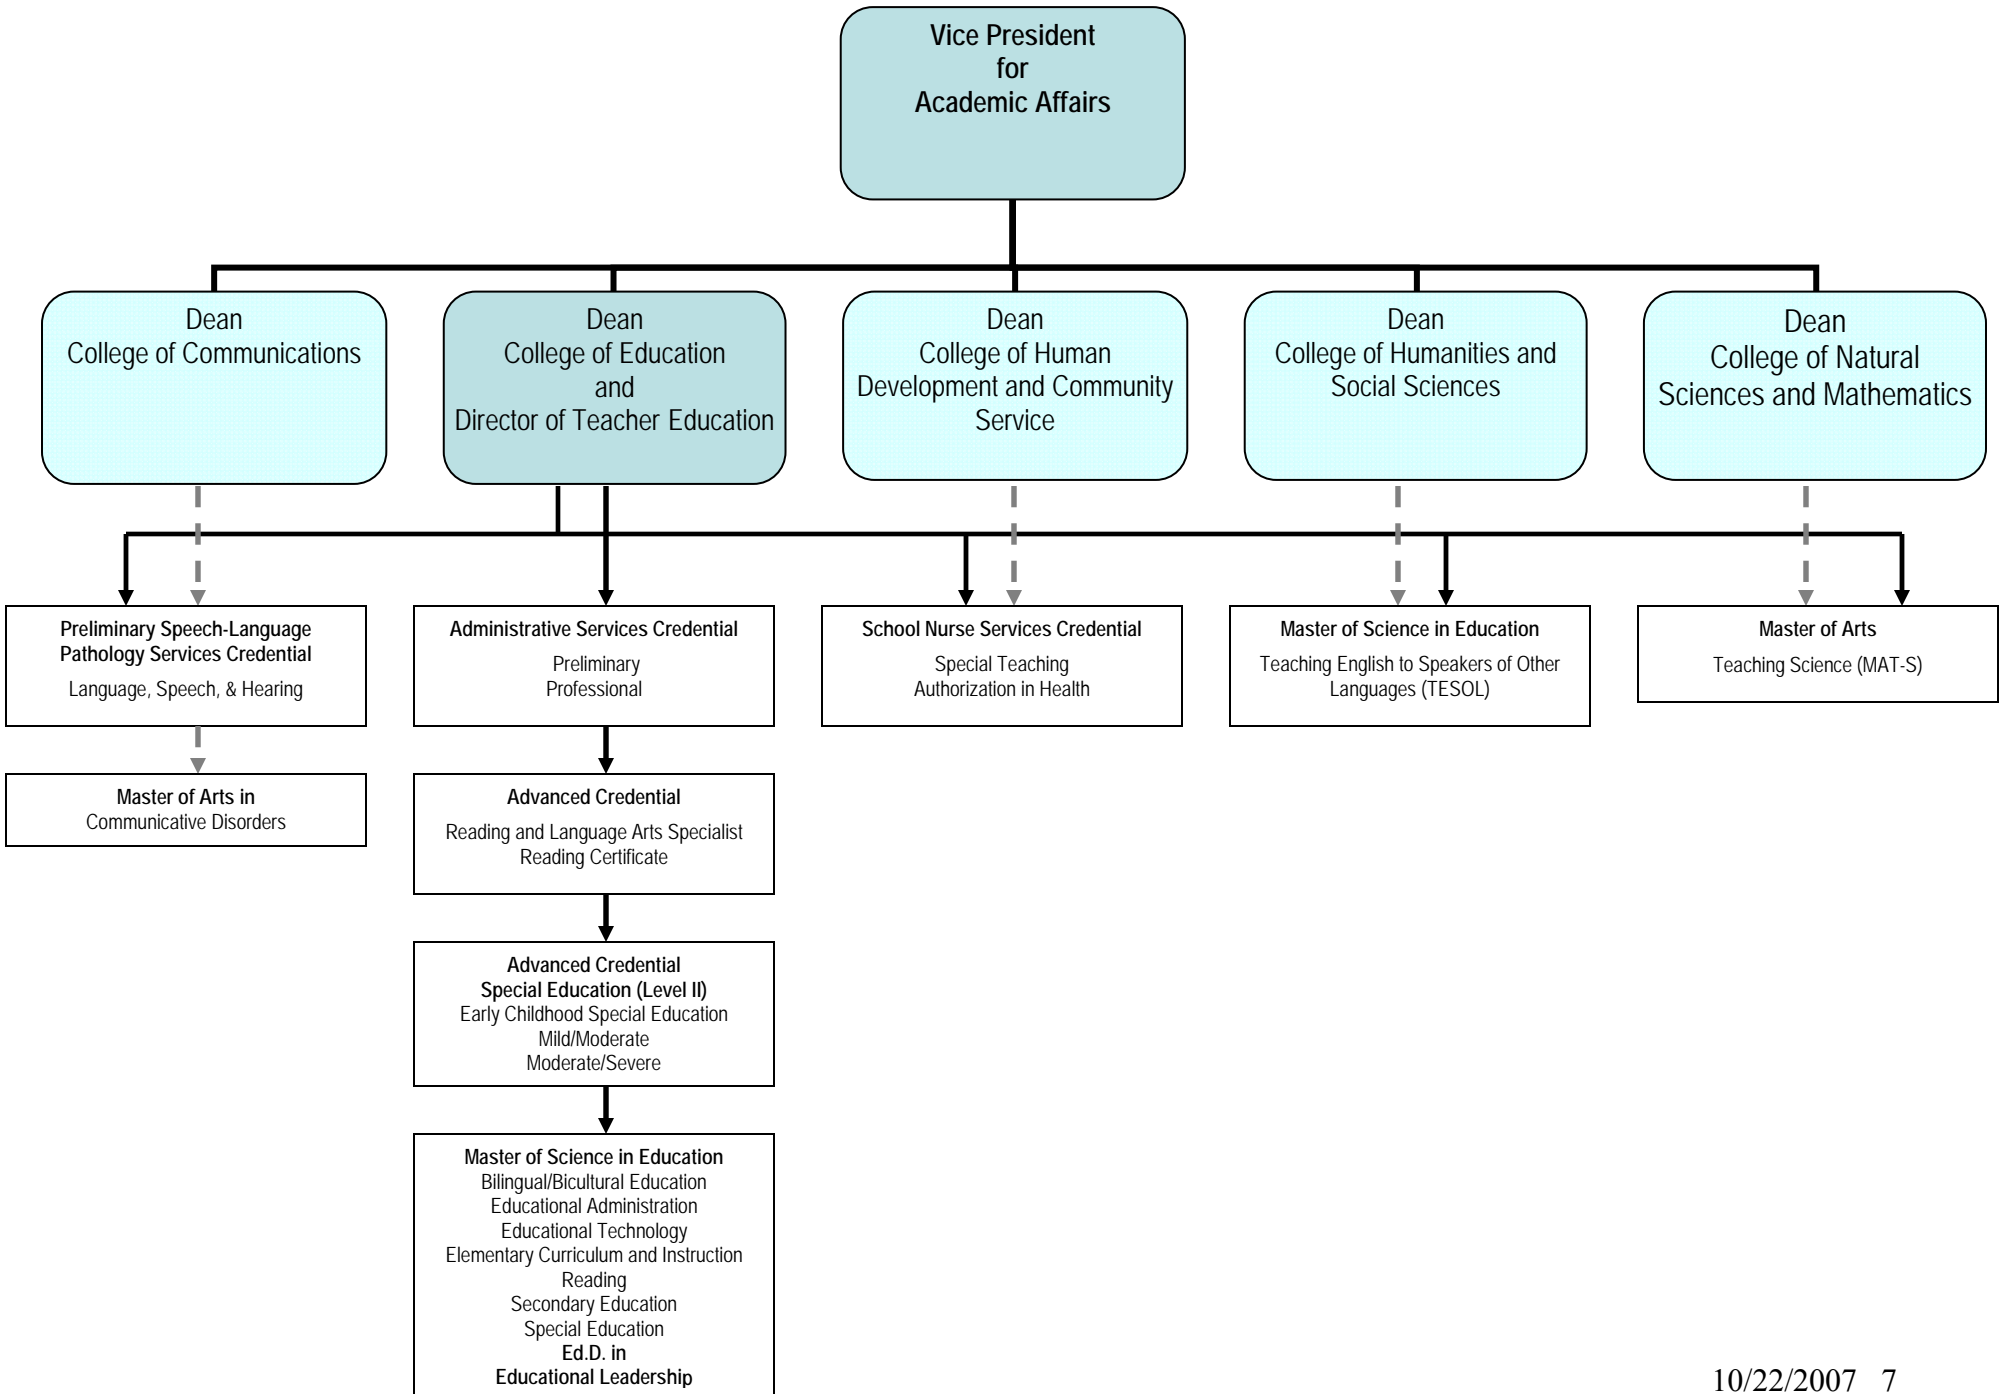 Vice President
for
Academic Affairs
Dean
College of Communications
Dean
College of Education
and
Director of Teacher Education
Dean
College of Human
Development and Community
Service
Dean
College of Humanities and
Social Sciences
Dean
College of Natural
Sciences and Mathematics
Preliminary Speech-Language
Pathology Services Credential
Language, Speech, & Hearing
Administrative Services Credential
Preliminary
Professional
School Nurse Services Credential
Special Teaching
Authorization in Health
Master of Science in Education
Teaching English to Speakers of Other
Languages (TESOL)
Master of Arts
Teaching Science (MAT-S)
Master of Arts in
Communicative Disorders
Advanced Credential
Reading and Language Arts Specialist
Reading Certificate
Advanced Credential
Special Education (Level II)
Early Childhood Special Education
Mild/Moderate
Moderate/Severe
Master of Science in Education
Bilingual/Bicultural Education
Educational Administration
Educational Technology
Elementary Curriculum and Instruction
Reading
Secondary Education
Special Education
Ed.D. in
Educational Leadership
10/22/2007 7